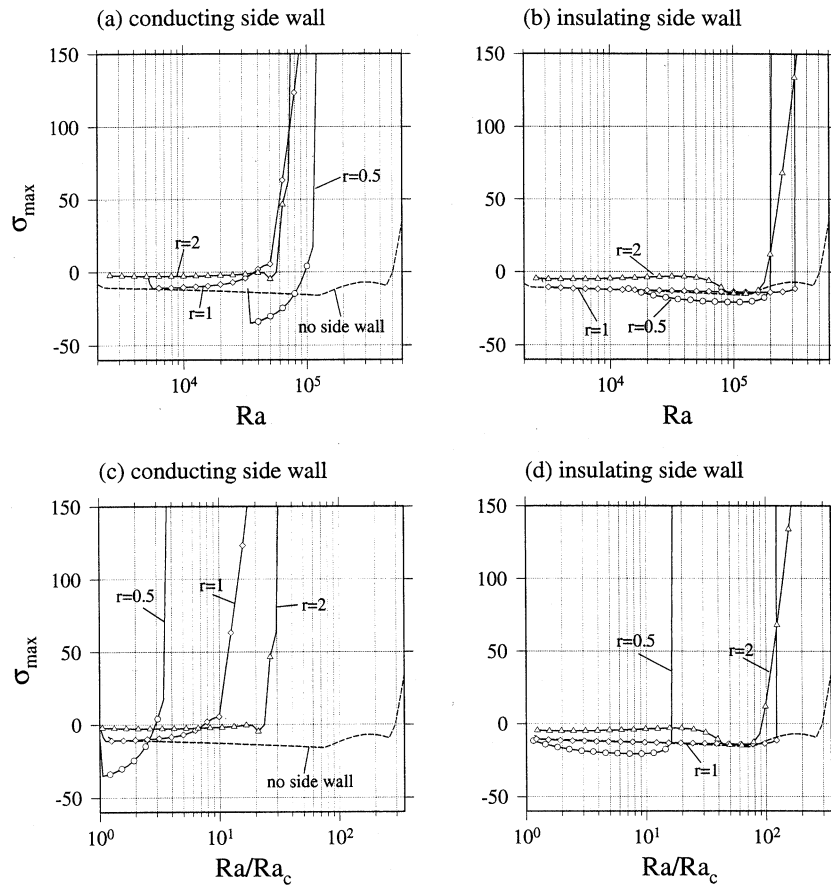 (a) conducting side wall
(b) insulating side wall
150
100
50
0
-50
σmax
r=0.5
r=2
r=1
no side wall
10^4
10^5
Ra
150
100
50
0
-50
r=2
r=1
r=0.5
10^4
10^5
Ra
(c) conducting side wall
(d) insulating side wall
150
100
50
0
-50
σmax
r=0.5
r=1
r=2
no side wall
10^0
10^1
10^2
Ra/Rac
150
100
50
0
-50
r=0.5
r=2
r=1
10^0
10^1
10^2
Ra/Rac